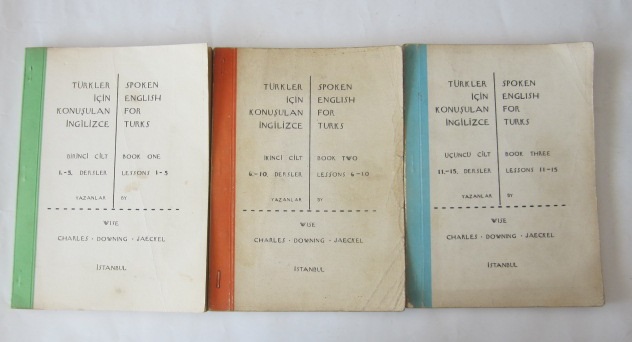 TÜRKLER SPOKEN
İÇİN ENGLISH
KONUŞULAN FOR
İNGİLİZCE TURKS
BİRİNCİ CİLT BOOK ONE
1.-5. DERSLER LESSONS 1-5
YAZANLAR BY
WISE
CHARLES · DOWNING · JAECKEL
İSTANBUL
TÜRKLER SPOKEN
İÇİN ENGLISH
KONUŞULAN FOR
İNGİLİZCE TURKS
İKİNCİ CİLT BOOK TWO
6.-10. DERSLER LESSONS 6-10
YAZANLAR BY
WISE
CHARLES · DOWNING · JAECKEL
İSTANBUL
TÜRKLER SPOKEN
İÇİN ENGLISH
KONUŞULAN FOR
İNGİLİZCE TURKS
ÜÇÜNCÜ CİLT BOOK THREE
11.-15. DERSLER LESSONS 11-15
YAZANLAR BY
WISE
CHARLES · DOWNING · JAECKEL
İSTANBUL